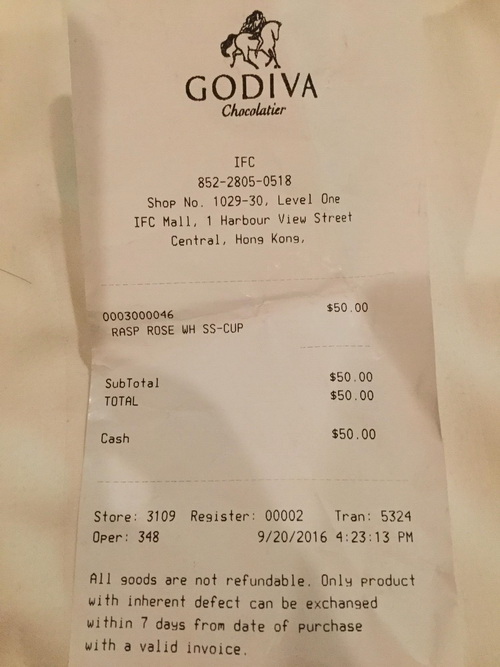 GODIVA
Chocolatier
IFC
852-2805-0518
Shop No. 1029-30, Level One
IFC Mall, 1 Harbour View Street
Central, Hong Kong,
0003000046 $50.00
RASP ROSE WH SS-CUP
SubTotal $50.00
TOTAL $50.00
Cash $50.00
Store: 3109 Register: 00002 Tran: 5324
Oper: 348 9/20/2016 4:23:13 PM
All goods are not refundable. Only product
with inherent defect can be exchanged
within 7 days from date of purchase
with a valid invoice.